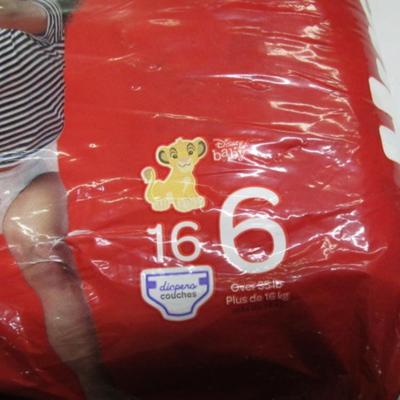 Disney
baby
16
6
diapers
couches
Over 35 lb
Plus de 16 kg